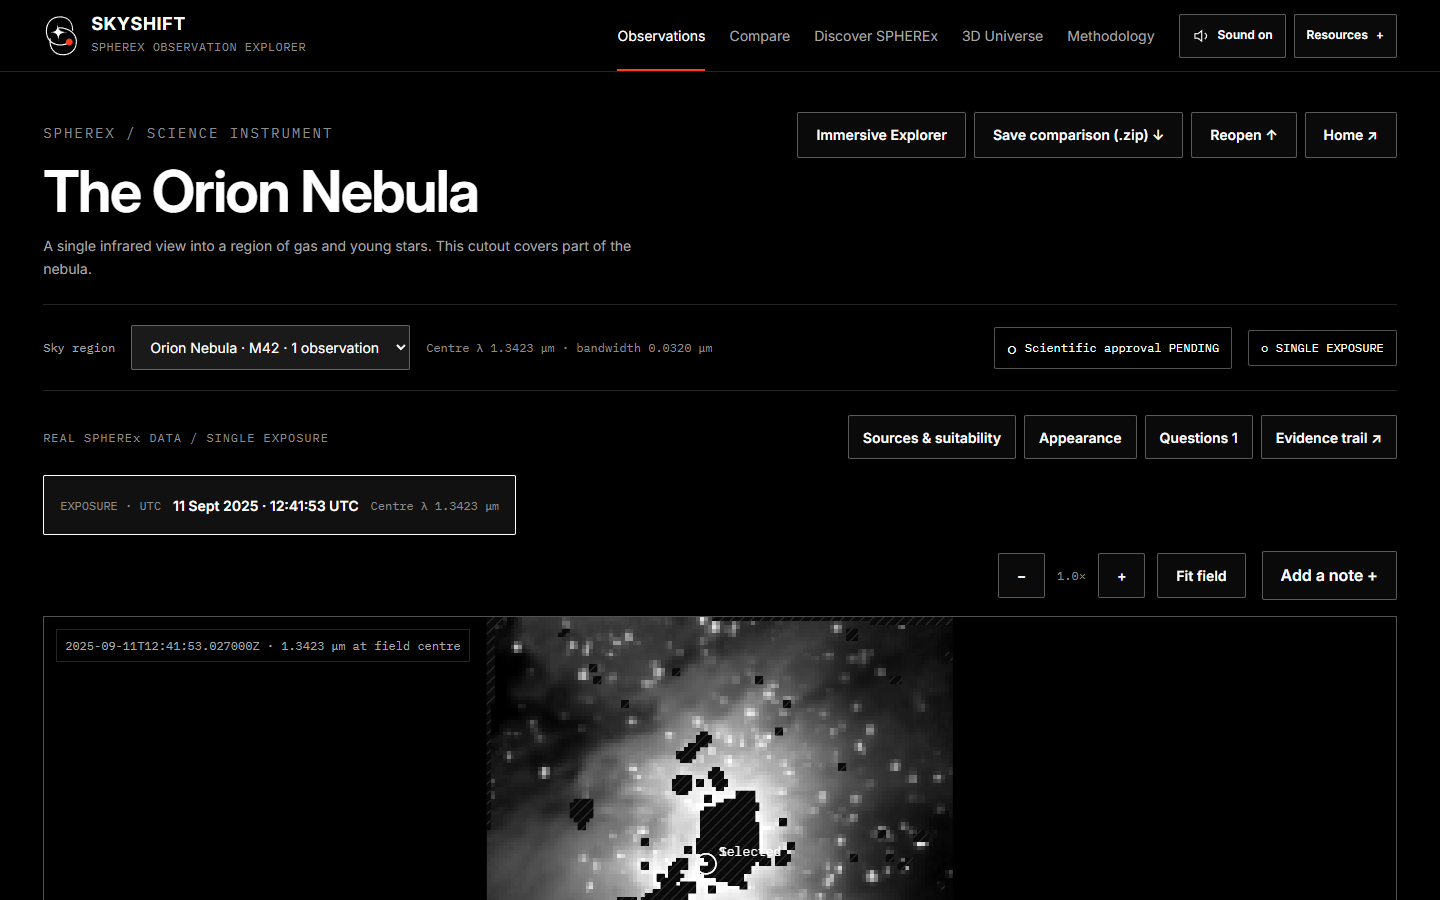 SKYSHIFT
SPHEREX OBSERVATION EXPLORER
Observations Compare Discover SPHEREx 3D Universe Methodology Sound on Resources +
SPHEREX / SCIENCE INSTRUMENT
Immersive Explorer Save comparison (.zip) ↓ Reopen ↑ Home ↗
The Orion Nebula
A single infrared view into a region of gas and young stars. This cutout covers part of the
nebula.
Sky region Orion Nebula · M42 · 1 observation Centre λ 1.3423 µm · bandwidth 0.0320 µm Scientific approval PENDING SINGLE EXPOSURE
REAL SPHEREx DATA / SINGLE EXPOSURE Sources & suitability Appearance Questions 1 Evidence trail ↗
EXPOSURE · UTC 11 Sept 2025 · 12:41:53 UTC Centre λ 1.3423 µm
− 1.0× + Fit field Add a note +
2025-09-11T12:41:53.027000Z · 1.3423 µm at field centre
Selected